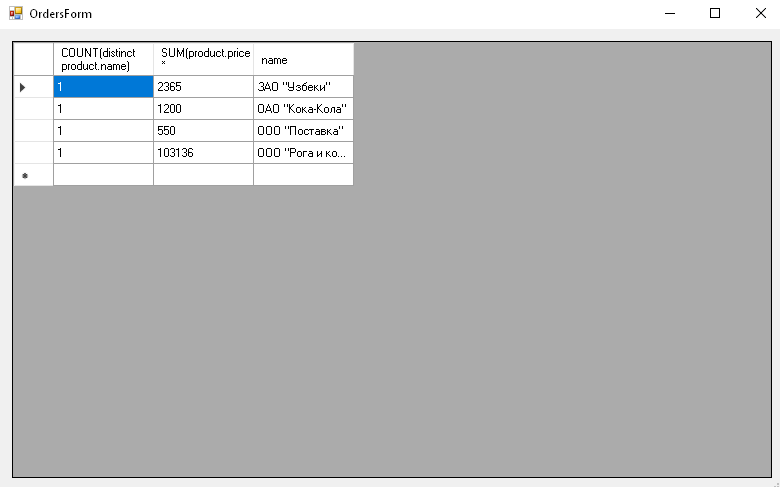 OrdersForm
COUNT(distinct product.name) SUM(product.price * name
1 2365 ЗАО "Узбеки"
1 1200 ОАО "Кока-Кола"
1 550 ООО "Поставка"
1 103136 ООО "Рога и ко...